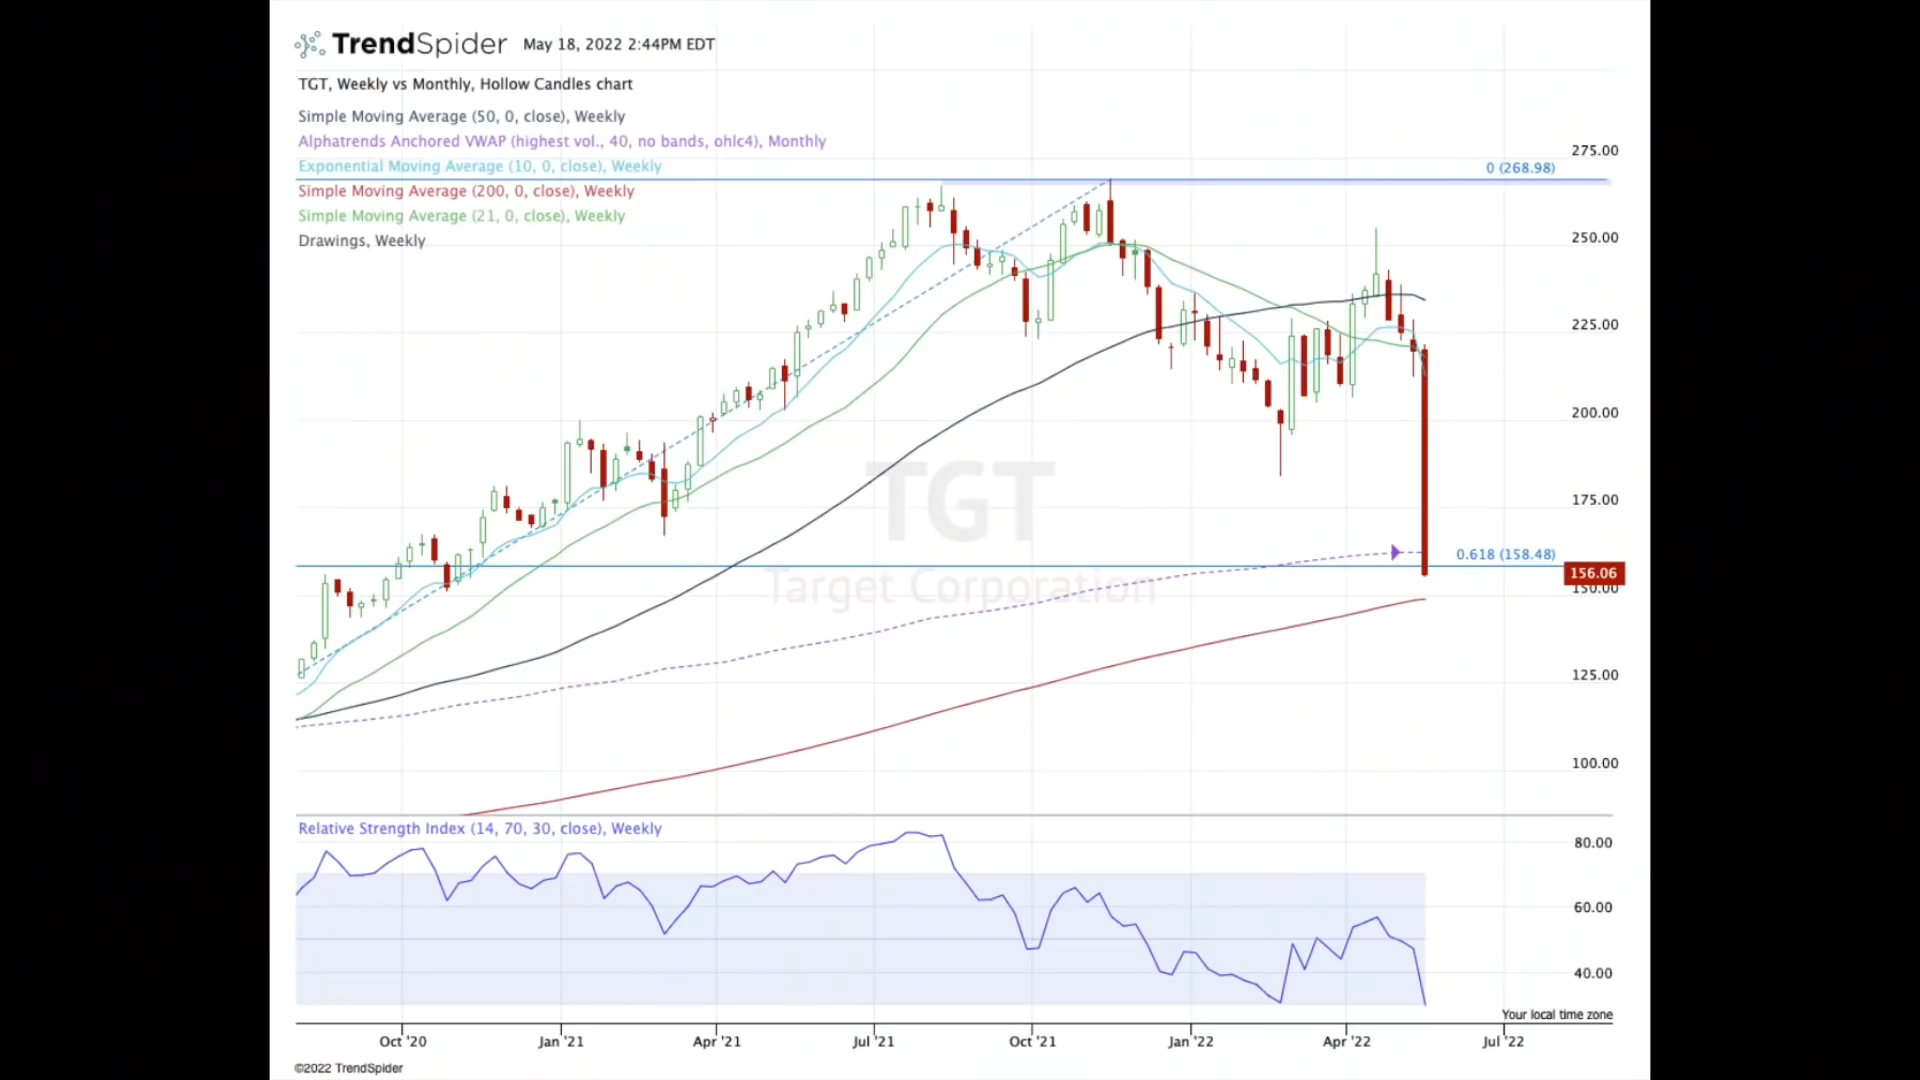 TrendSpider May 18, 2022 2:44PM EDT
TGT, Weekly vs Monthly, Hollow Candles chart
Simple Moving Average (50, 0, close), Weekly
Alphatrends Anchored VWAP (highest vol., 40, no bands, ohlc4), Monthly
Exponential Moving Average (10, 0, close), Weekly
Simple Moving Average (200, 0, close), Weekly
Simple Moving Average (21, 0, close), Weekly
Drawings, Weekly
275.00
0 (268.98)
250.00
225.00
200.00
175.00
TGT
Target Corporation
0.618 (158.48)
156.06
150.00
125.00
100.00
Relative Strength Index (14, 70, 30, close), Weekly
80.00
60.00
40.00
Your local time zone
Oct '20 Jan '21 Apr '21 Jul '21 Oct '21 Jan '22 Apr '22 Jul '22
©2022 TrendSpider